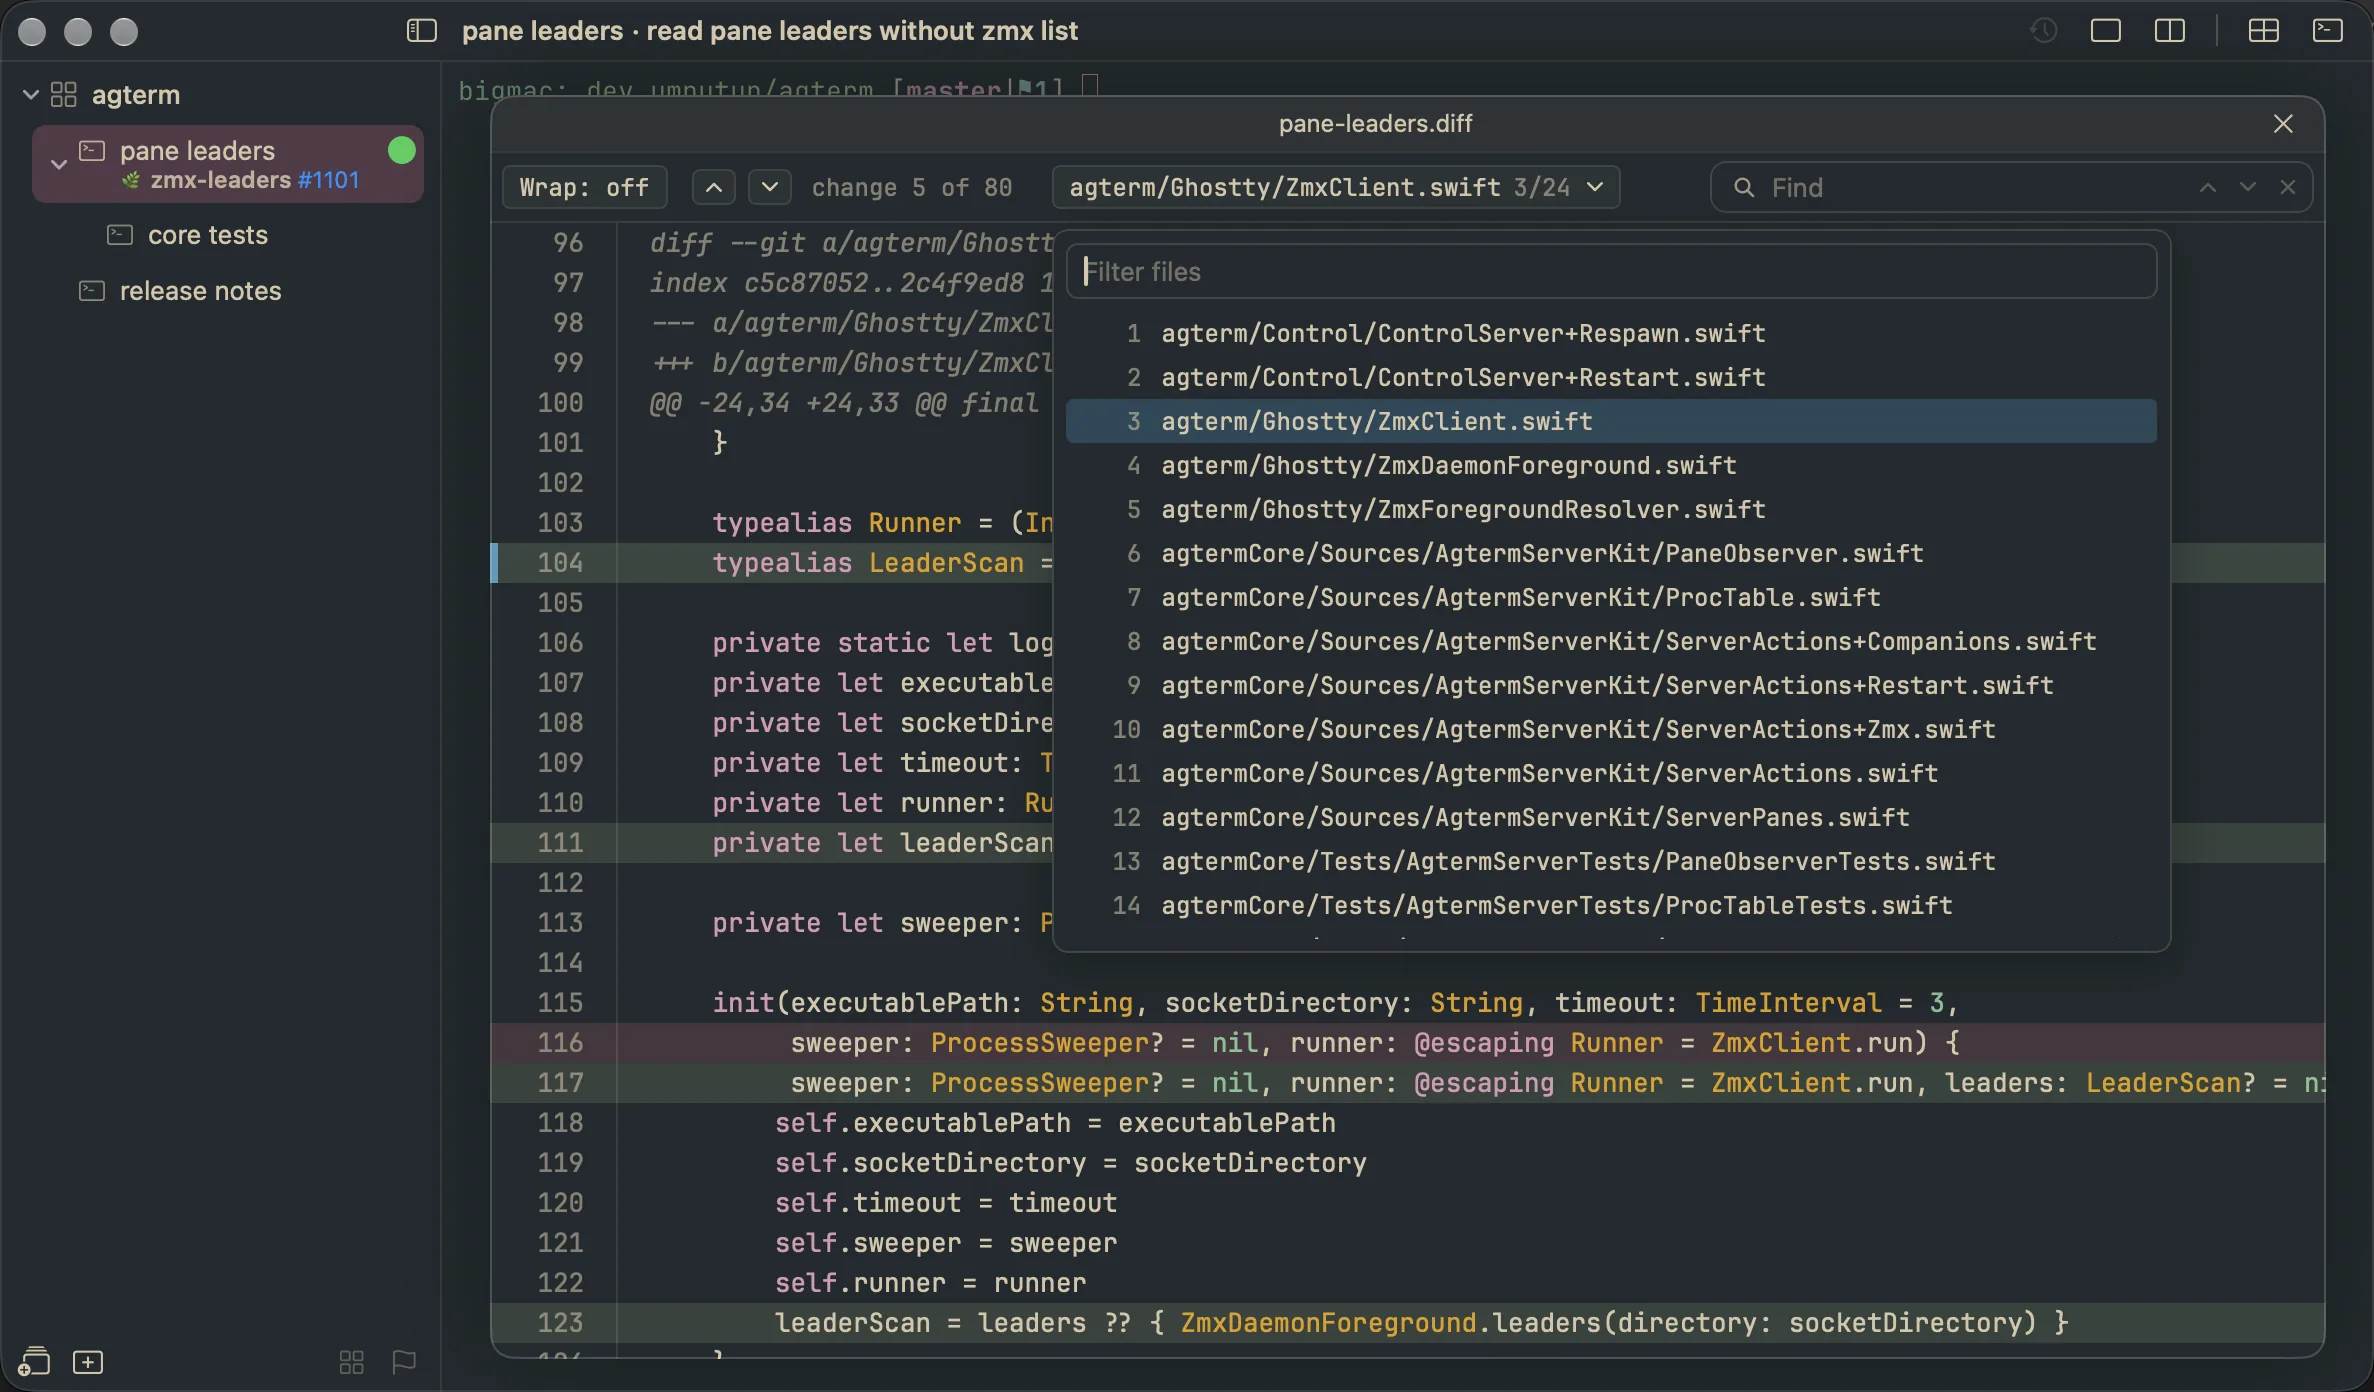 pane leaders · read pane leaders without zmx list
agterm
pane leaders
zmx-leaders #1101
core tests
release notes
bigmac: dev umputun/agterm [master|⚑1]
pane-leaders.diff
Wrap: off
change 5 of 80
agterm/Ghostty/ZmxClient.swift 3/24
Find
96 diff --git a/agterm/Ghostt
97 index c5c87052..2c4f9ed8 1
98 --- a/agterm/Ghostty/ZmxCl
99 +++ b/agterm/Ghostty/ZmxCl
100 @@ -24,34 +24,33 @@ final
101 }
102
103 typealias Runner = (In
104 typealias LeaderScan =
105
106 private static let log
107 private let executable
108 private let socketDire
109 private let timeout: T
110 private let runner: Ru
111 private let leaderScan
112
113 private let sweeper: P
114
115 init(executablePath: String, socketDirectory: String, timeout: TimeInterval = 3,
116 sweeper: ProcessSweeper? = nil, runner: @escaping Runner = ZmxClient.run) {
117 sweeper: ProcessSweeper? = nil, runner: @escaping Runner = ZmxClient.run, leaders: LeaderScan? = ni
118 self.executablePath = executablePath
119 self.socketDirectory = socketDirectory
120 self.timeout = timeout
121 self.sweeper = sweeper
122 self.runner = runner
123 leaderScan = leaders ?? { ZmxDaemonForeground.leaders(directory: socketDirectory) }
Filter files
1 agterm/Control/ControlServer+Respawn.swift
2 agterm/Control/ControlServer+Restart.swift
3 agterm/Ghostty/ZmxClient.swift
4 agterm/Ghostty/ZmxDaemonForeground.swift
5 agterm/Ghostty/ZmxForegroundResolver.swift
6 agtermCore/Sources/AgtermServerKit/PaneObserver.swift
7 agtermCore/Sources/AgtermServerKit/ProcTable.swift
8 agtermCore/Sources/AgtermServerKit/ServerActions+Companions.swift
9 agtermCore/Sources/AgtermServerKit/ServerActions+Restart.swift
10 agtermCore/Sources/AgtermServerKit/ServerActions+Zmx.swift
11 agtermCore/Sources/AgtermServerKit/ServerActions.swift
12 agtermCore/Sources/AgtermServerKit/ServerPanes.swift
13 agtermCore/Tests/AgtermServerTests/PaneObserverTests.swift
14 agtermCore/Tests/AgtermServerTests/ProcTableTests.swift